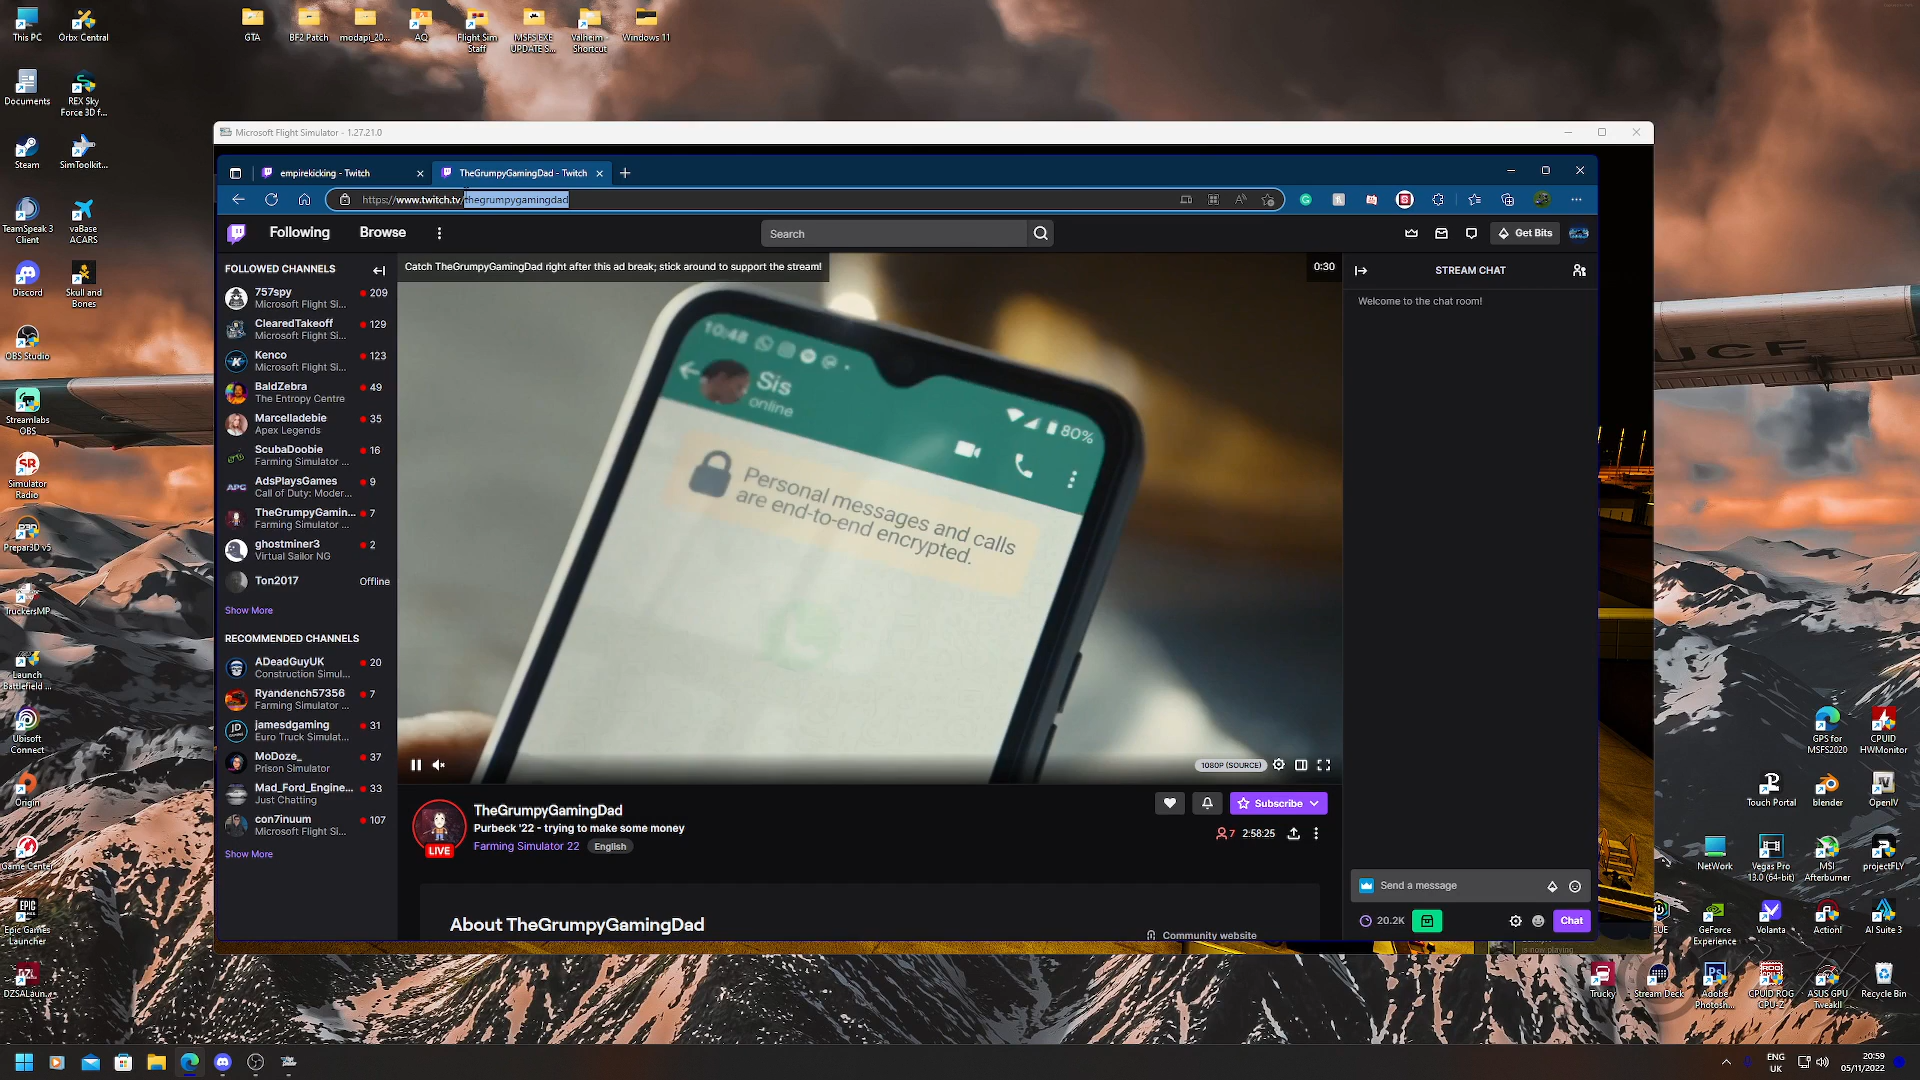 This PC
Orbx Central
GTA
BF2 Patch
modapi_20...
AQ
Flight Sim
Staff
MSFS EXE
UPDATE S...
Valheim -
Shortcut
Windows 11
Documents
REX Sky
Force 3D f...
Steam
SimToolkit...
TeamSpeak 3
Client
vaBase
ACARS
Discord
Skull and
Bones
OBS Studio
Streamlabs
OBS
Simulator
Radio
Prepar3D v5
TruckersMP
Launch
Battlefield ...
Ubisoft
Connect
Origin
Game Center
Epic Games
Launcher
DZSALaun...
Microsoft Flight Simulator - 1.27.21.0
empirekicking - Twitch
TheGrumpyGamingDad - Twitch
https://www.twitch.tv/thegrumpygamingdad
Following
Browse
Search
Get Bits
FOLLOWED CHANNELS
757spy
209
Microsoft Flight Si...
ClearedTakeoff
129
Microsoft Flight Si...
Kenco
123
Microsoft Flight Si...
BaldZebra
49
The Entropy Centre
Marcelladebie
35
Apex Legends
ScubaDoobie
16
Farming Simulator ...
AdsPlaysGames
9
Call of Duty: Moder...
TheGrumpyGamin...
7
Farming Simulator ...
ghostminer3
2
Virtual Sailor NG
Ton2017
Offline
Show More
RECOMMENDED CHANNELS
ADeadGuyUK
20
Construction Simul...
Ryandench57356
7
Farming Simulator ...
jamesdgaming
31
Euro Truck Simulat...
MoDoze_
37
Prison Simulator
Mad_Ford_Engine...
33
Just Chatting
con7inuum
107
Microsoft Flight Si...
Show More
Catch TheGrumpyGamingDad right after this ad break; stick around to support the stream!
0:30
10:48
80%
Sis
online
Personal messages and calls
are end-to-end encrypted.
1080P (SOURCE)
TheGrumpyGamingDad
Purbeck '22 - trying to make some money
Farming Simulator 22
English
LIVE
Subscribe
7
2:58:25
About TheGrumpyGamingDad
Community website
STREAM CHAT
Welcome to the chat room!
Send a message
20.2K
Chat
UCF
GPS for
MSFS2020
CPUID
HWMonitor
Touch Portal
blender
OpenIV
NetWork
Vegas Pro
13.0 (64-bit)
MSI
Afterburner
projectFLY
GeForce
Experience
Volanta
Action!
AI Suite 3
Trucky
Stream Deck
Adobe
Photosh...
CPUID ROG
CPU-Z
ASUS GPU
TweakII
Recycle Bin
ENG
UK
20:59
05/11/2022